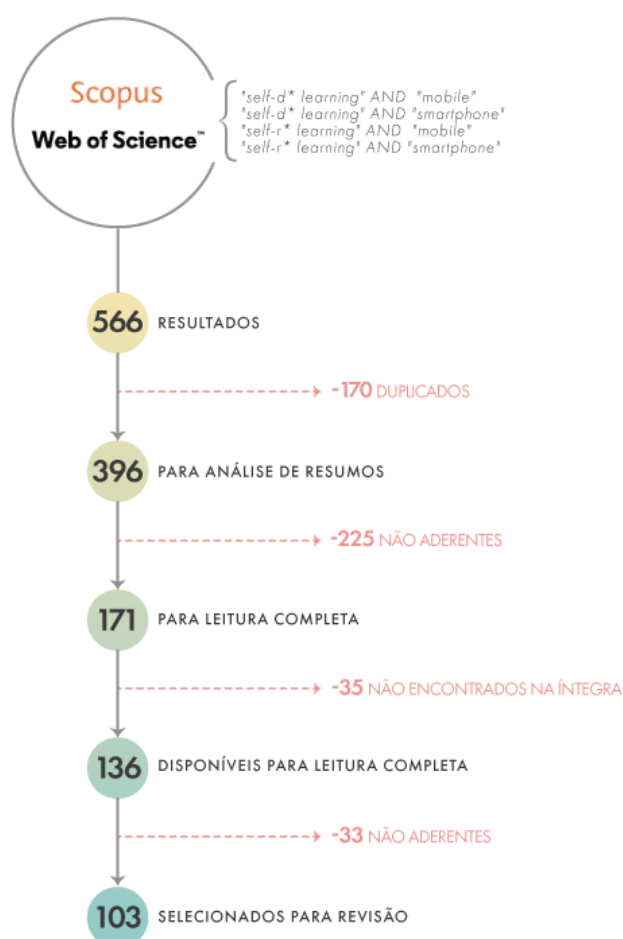 Scopus
Web of Science™
"self-d* learning" AND "mobile"
"self-d* learning" AND "smartphone"
"self-r* learning" AND "mobile"
"self-r* learning" AND "smartphone"
566 RESULTADOS
-170 DUPLICADOS
396 PARA ANÁLISE DE RESUMOS
-225 NÃO ADERENTES
171 PARA LEITURA COMPLETA
-35 NÃO ENCONTRADOS NA ÍNTEGRA
136 DISPONÍVEIS PARA LEITURA COMPLETA
-33 NÃO ADERENTES
103 SELECIONADOS PARA REVISÃO